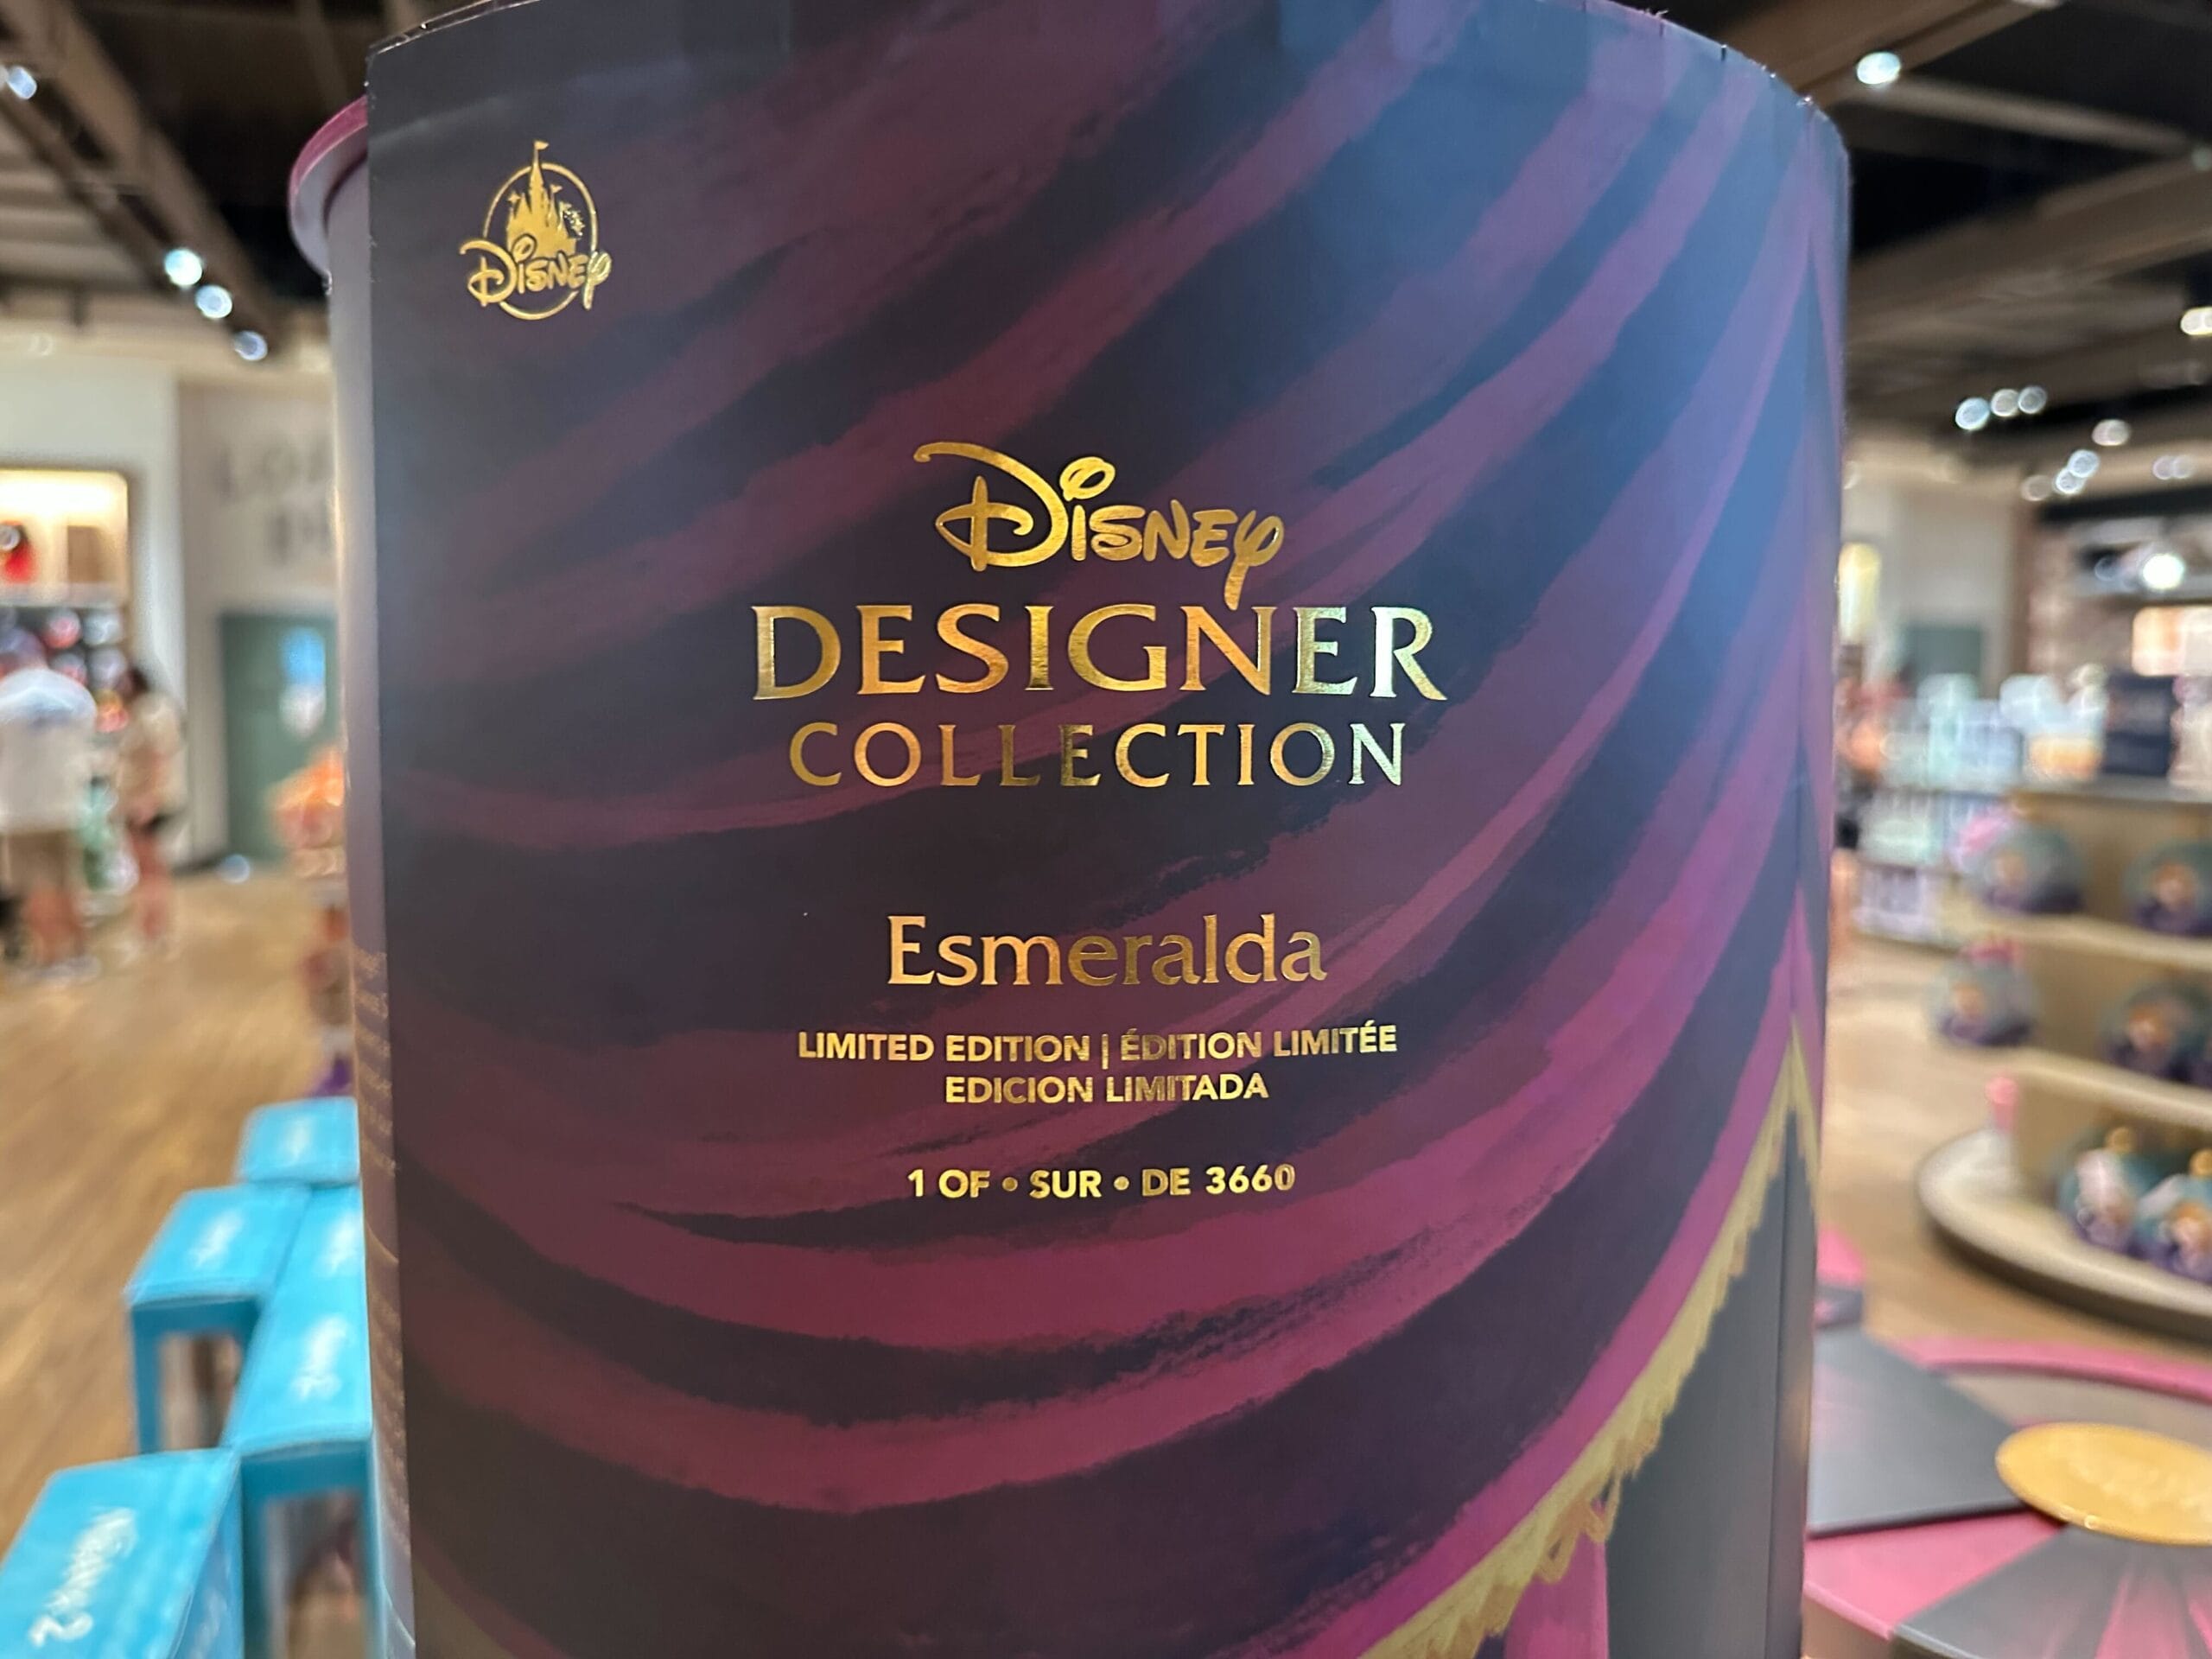 Disney
Disney
DESIGNER
COLLECTION
Esmeralda
LIMITED EDITION | ÉDITION LIMITÉE
EDICION LIMITADA
1 OF • SUR • DE 3660